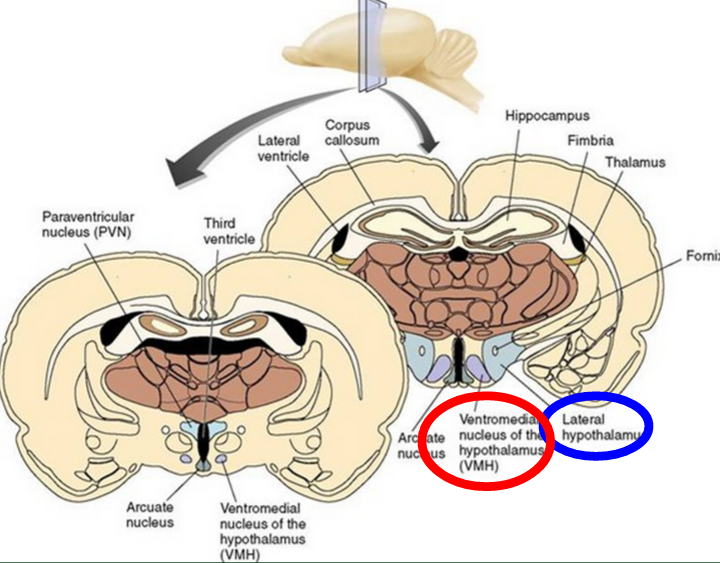 Hippocampus
Corpus
callosum
Fimbria
Lateral
ventricle
Thalamus
Paraventricular
nucleus (PVN)
Third
ventricle
Fornix
Arcuate
nucleus
Ventromedial
nucleus of the
hypothalamus
(VMH)
Lateral
hypothalamus
Arcuate
nucleus
Ventromedial
nucleus of the
hypothalamus
(VMH)